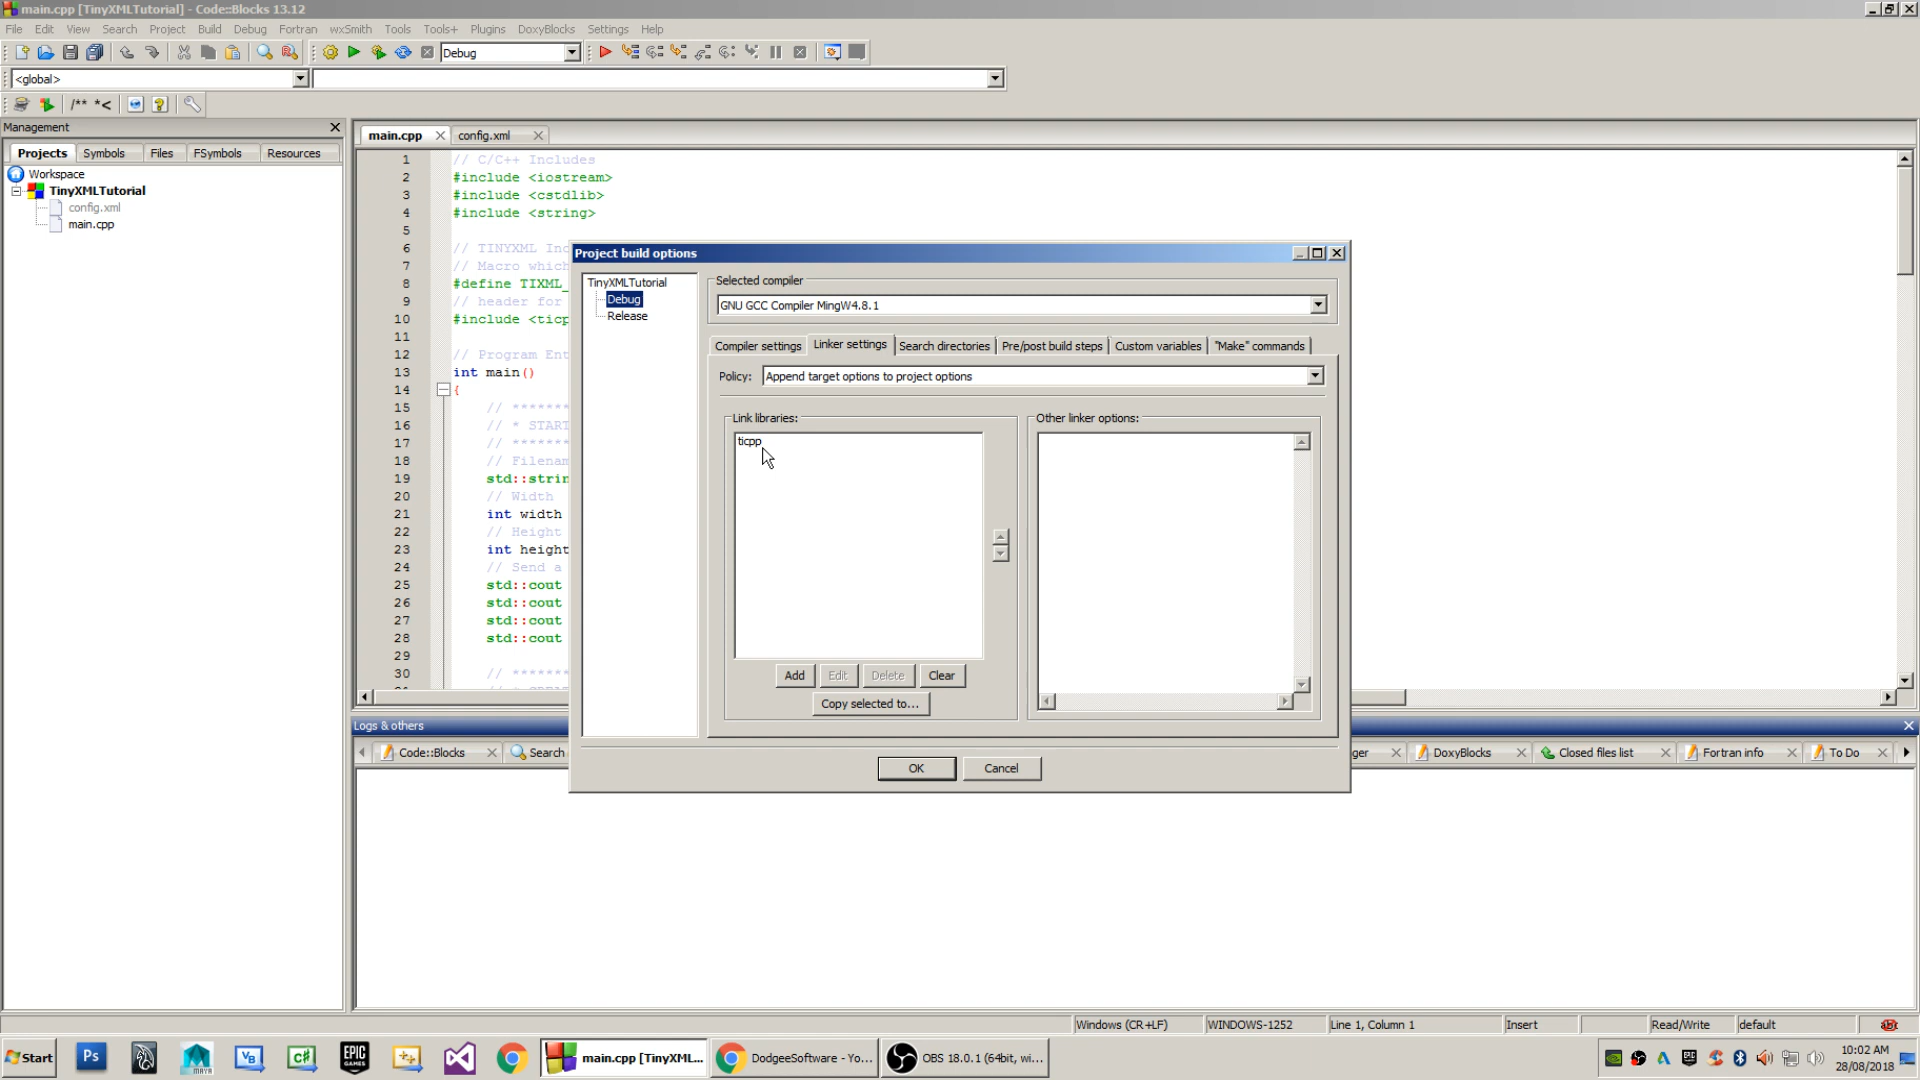 main.cpp [TinyXMLTutorial] - Code::Blocks 13.12
File Edit View Search Project Build Debug Fortran wxSmith Tools Tools+ Plugins DoxyBlocks Settings Help
Debug
<global>
/** *<
Management
Projects Symbols Files FSymbols Resources
Workspace
TinyXMLTutorial
config.xml
main.cpp
main.cpp config.xml
1 // C/C++ Includes
2 #include <iostream>
3 #include <cstdlib>
4 #include <string>
5
6 // TINYXML Inc
7 // Macro which
8 #define TIXML_
9 // header for
10 #include <ticp
11
12 // Program Ent
13 int main()
14 {
15 // *******
16 // * START
17 // *******
18 // Filenam
19 std::strin
20 // Width
21 int width
22 // Height
23 int height
24 // Send a
25 std::cout
26 std::cout
27 std::cout
28 std::cout
29
30 // *******
Project build options
TinyXMLTutorial
Debug
Release
Selected compiler
GNU GCC Compiler MingW4.8.1
Compiler settings Linker settings Search directories Pre/post build steps Custom variables "Make" commands
Policy: Append target options to project options
Link libraries:
ticpp
Other linker options:
Add Edit Delete Clear
Copy selected to...
OK Cancel
Logs & others
Code::Blocks Search ger DoxyBlocks Closed files list Fortran info To Do
Windows (CR+LF) WINDOWS-1252 Line 1, Column 1 Insert Read/Write default
Start Ps MAYA VB C# EPIC GAMES main.cpp [TinyXML... DodgeeSoftware - Yo... OBS 18.0.1 (64bit, wi...
10:02 AM
28/08/2018